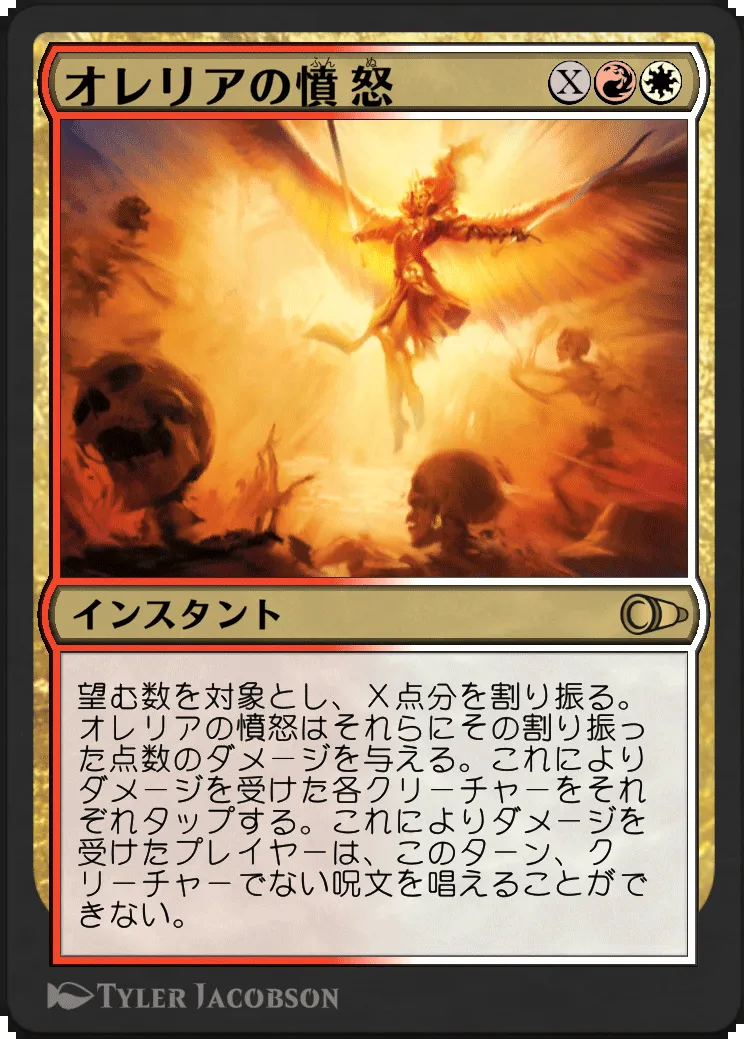 オレリアの憤怒 X
ふん ぬ
インスタント
望む数を対象とし、X点分を割り振る。
オレリアの憤怒はそれらにその割り振っ
た点数のダメージを与える。これにより
ダメージを受けた各クリーチャーをそれ
ぞれタップする。これによりダメージを
受けたプレイヤーは、このターン、ク
リーチャーでない呪文を唱えることがで
きない。
TYLER JACOBSON